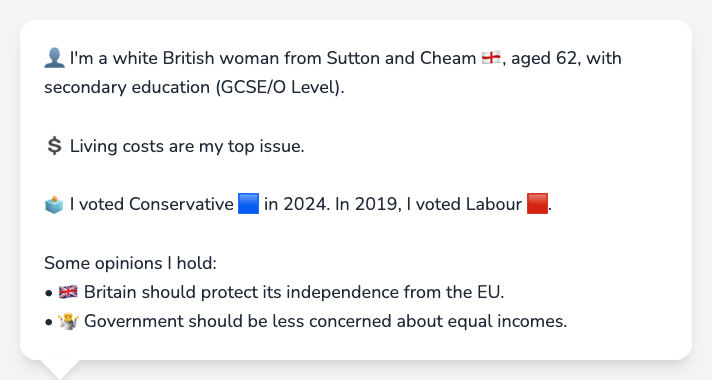 👤 I'm a white British woman from Sutton and Cheam 🏴󠁧󠁢󠁥󠁮󠁧󠁿, aged 62, with
secondary education (GCSE/O Level).
💲 Living costs are my top issue.
🗳️ I voted Conservative 🟦 in 2024. In 2019, I voted Labour 🟥.
Some opinions I hold:
• 🇬🇧 Britain should protect its independence from the EU.
• 🤷 Government should be less concerned about equal incomes.